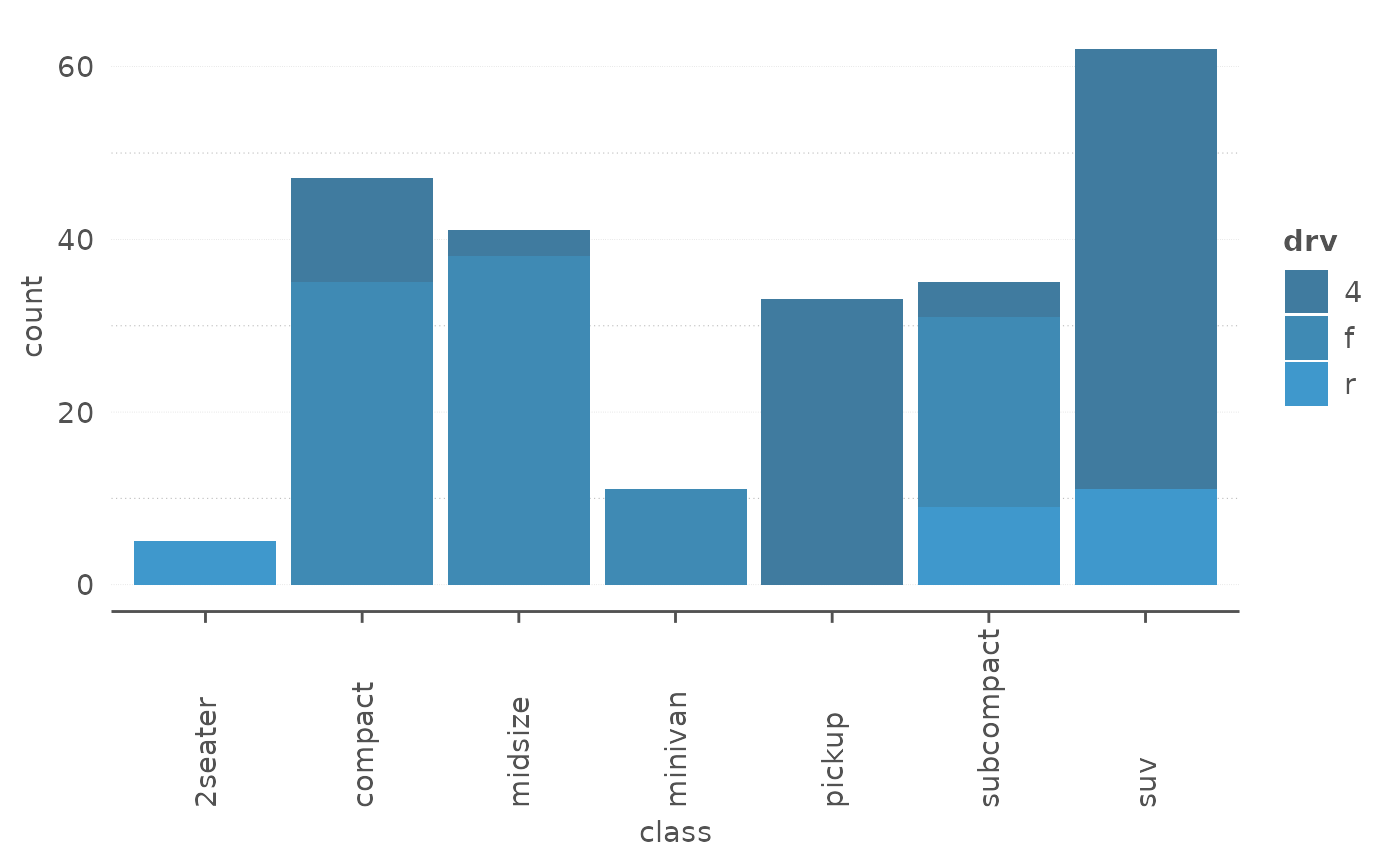 60
40
20
0
count
2seater
compact
midsize
minivan
pickup
subcompact
suv
class
drv
4
f
r